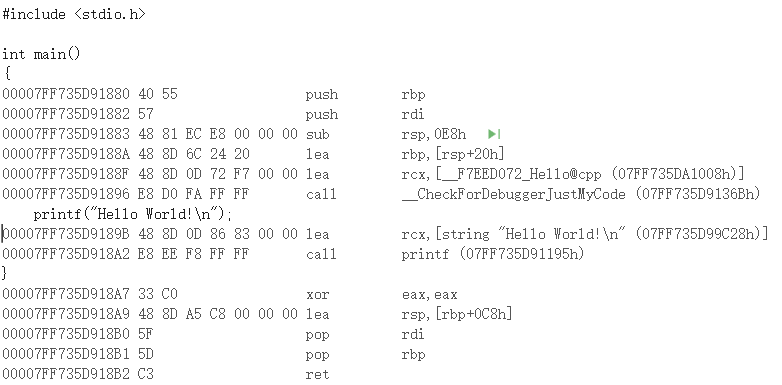 #include <stdio.h>
int main()
{
00007FF735D91880 40 55 push rbp
00007FF735D91882 57 push rdi
00007FF735D91883 48 81 EC E8 00 00 00 sub rsp,0E8h
00007FF735D9188A 48 8D 6C 24 20 lea rbp,[rsp+20h]
00007FF735D9188F 48 8D 0D 72 F7 00 00 lea rcx,[__F7EED072_Hello@cpp (07FF735DA1008h)]
00007FF735D91896 E8 D0 FA FF FF call __CheckForDebuggerJustMyCode (07FF735D9136Bh)
printf("Hello World!\n");
00007FF735D9189B 48 8D 0D 86 83 00 00 lea rcx,[string "Hello World!\n" (07FF735D99C28h)]
00007FF735D918A2 E8 EE F8 FF FF call printf (07FF735D91195h)
}
00007FF735D918A7 33 C0 xor eax,eax
00007FF735D918A9 48 8D A5 C8 00 00 00 lea rsp,[rbp+0C8h]
00007FF735D918B0 5F pop rdi
00007FF735D918B1 5D pop rbp
00007FF735D918B2 C3 ret